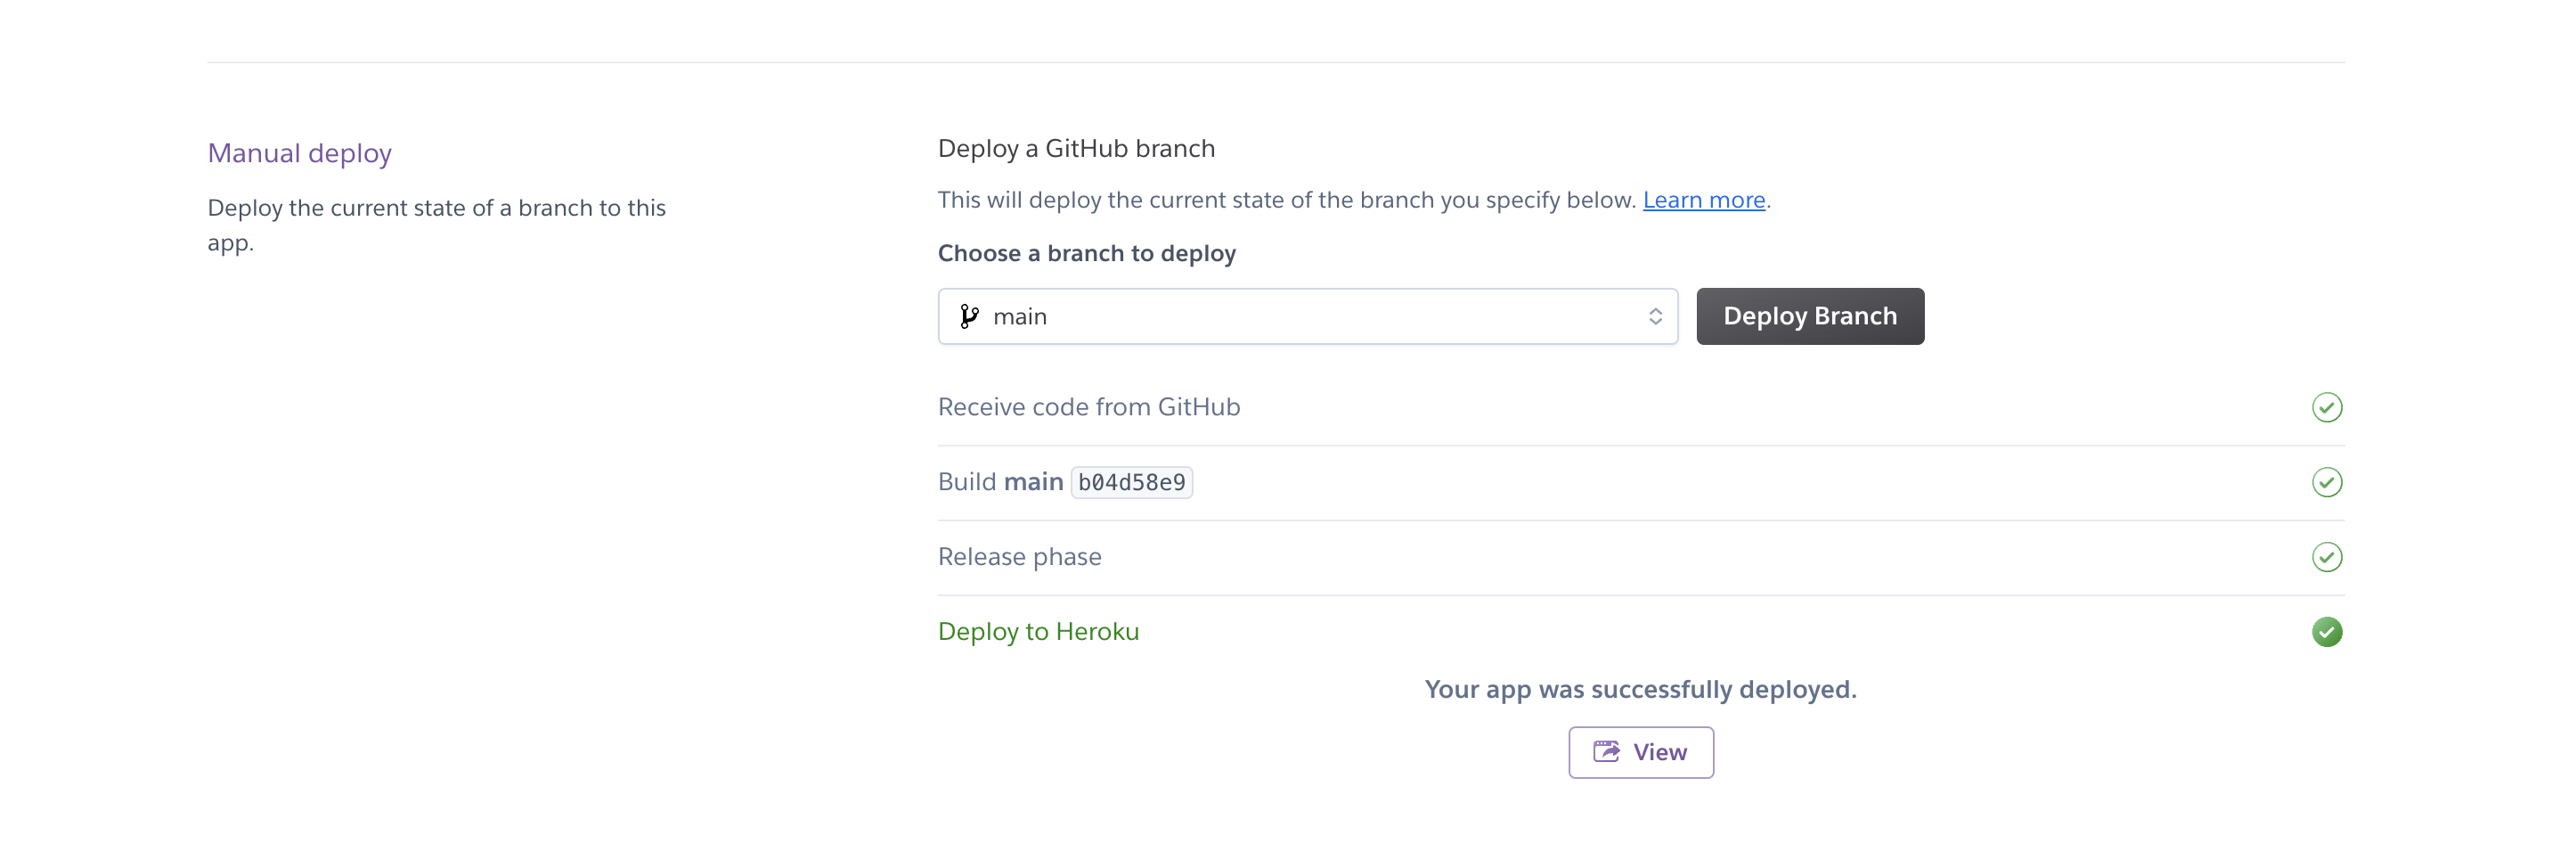 Manual deploy
Deploy the current state of a branch to this
app.
Deploy a GitHub branch
This will deploy the current state of the branch you specify below. Learn more.
Choose a branch to deploy
main
Deploy Branch
Receive code from GitHub
Build main b04d58e9
Release phase
Deploy to Heroku
Your app was successfully deployed.
View